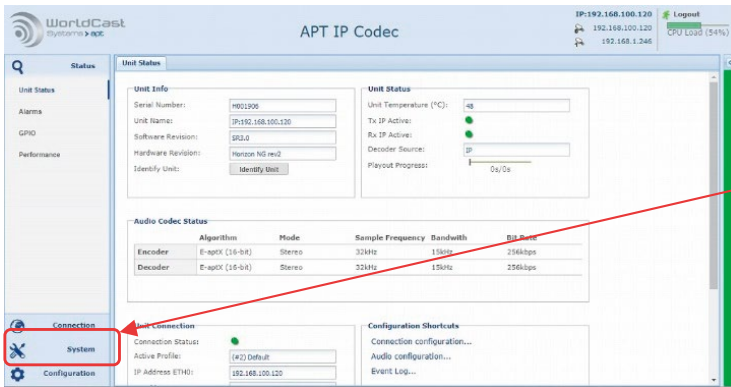 WorldCast
Systems > apt
APT IP Codec
IP:192.168.100.120
192.168.100.120
192.168.1.246
Logout
CPU Load (54%)
Status
Unit Status
Alarms
GPIO
Performance
Connection
System
Configuration
Unit Status
Unit Info
Serial Number: H001906
Unit Name: IP:192.168.100.120
Software Revision: SR3.0
Hardware Revision: Horizon NG rev2
Identify Unit: Identify Unit
Unit Status
Unit Temperature (°C): 48
Tx IP Active:
Rx IP Active:
Decoder Source: IP
Playout Progress: 0s/0s
Audio Codec Status
Algorithm Mode Sample Frequency Bandwith Bit Rate
Encoder E-aptX (16-bit) Stereo 32kHz 15kHz 256kbps
Decoder E-aptX (16-bit) Stereo 32kHz 15kHz 256kbps
Unit Connection
Connection Status:
Active Profile: (#2) Default
IP Address ETH0: 192.168.100.120
Configuration Shortcuts
Connection configuration...
Audio configuration...
Event Log...